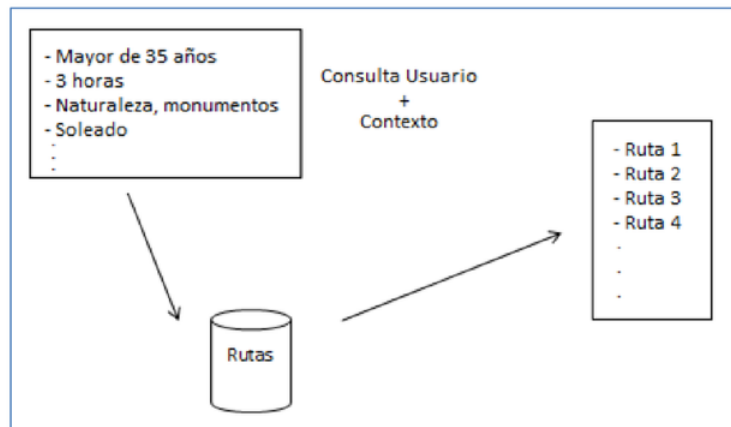 - Mayor de 35 años
- 3 horas
- Naturaleza, monumentos
- Soleado
.
.
.
Consulta Usuario
+
Contexto
- Ruta 1
- Ruta 2
- Ruta 3
- Ruta 4
.
.
.
Rutas